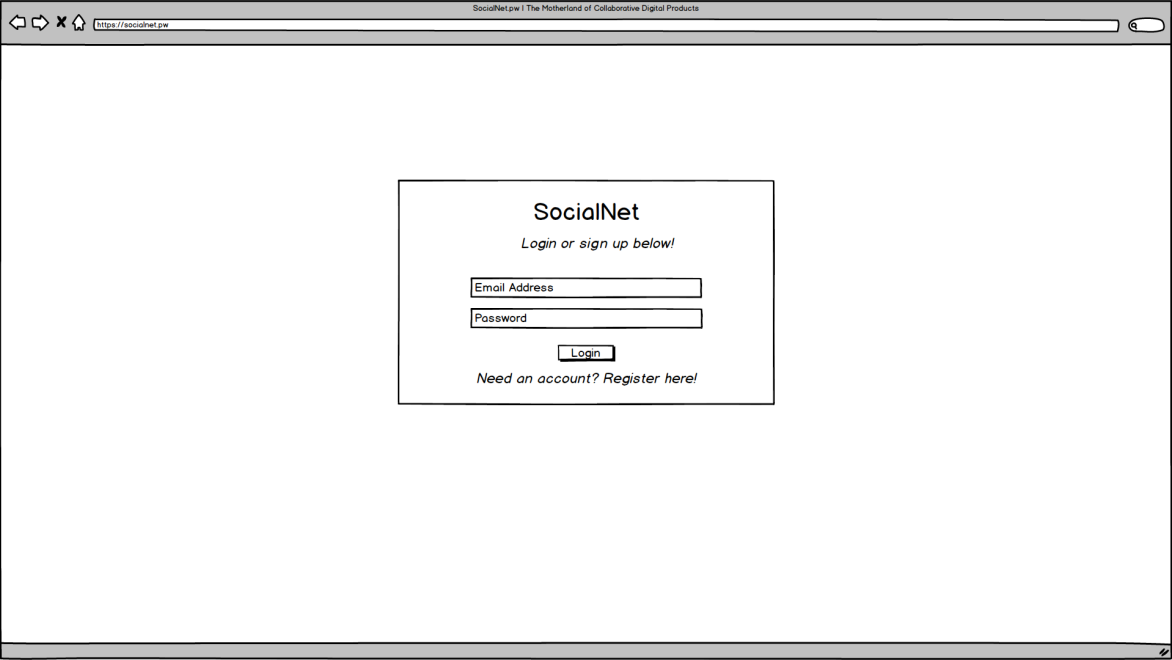 SocialNet.pw | The Motherland of Collaborative Digital Products
https://socialnet.pw
SocialNet
Login or sign up below!
Email Address
Password
Login
Need an account? Register here!